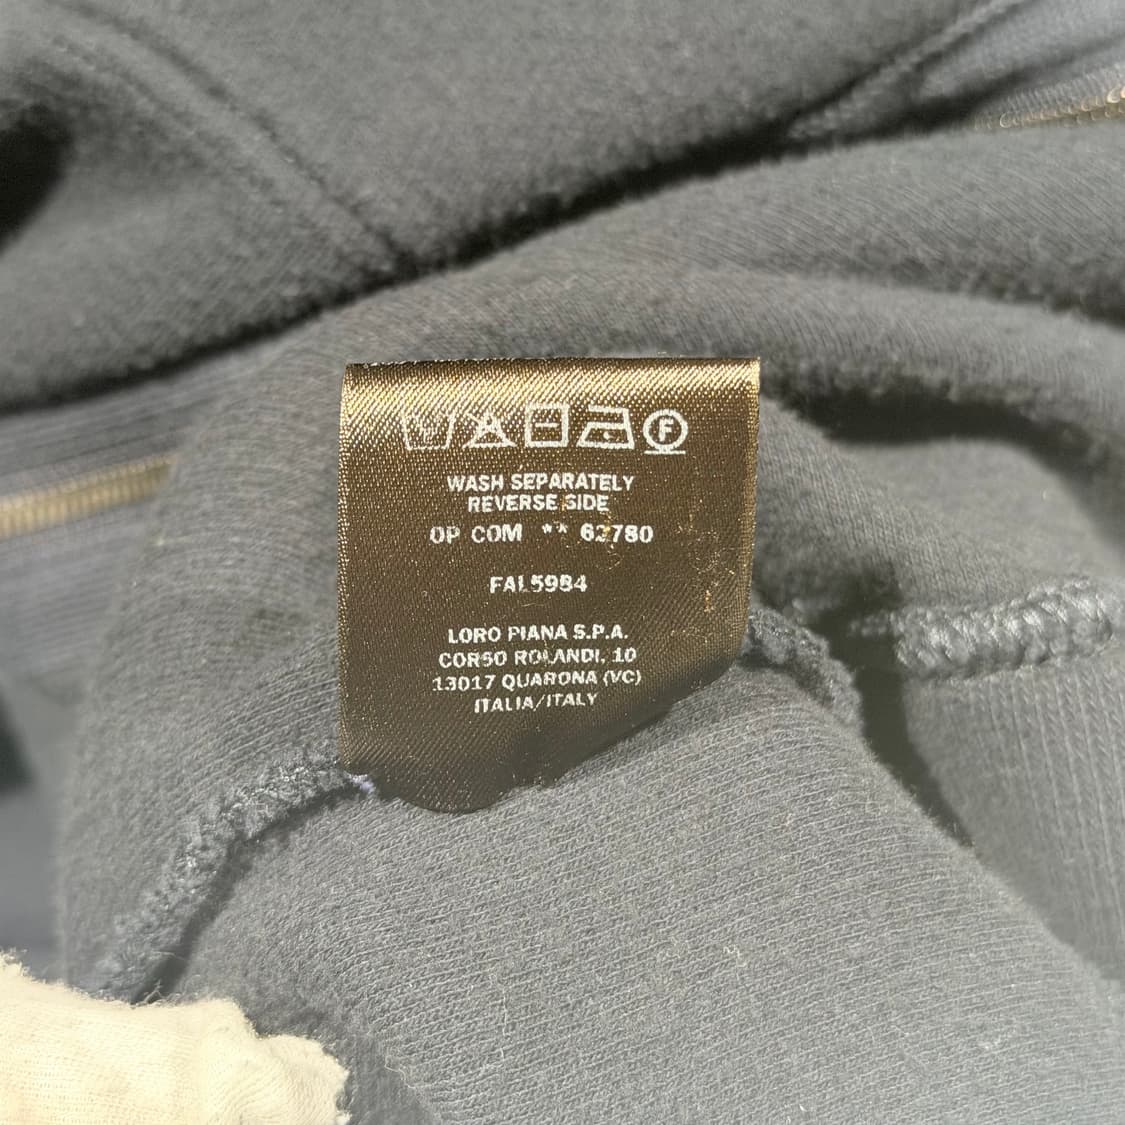 F
WASH SEPARATELY
REVERSE SIDE
OP COM ** 62780
FAL5984
LORO PIANA S.P.A.
CORSO ROLANDI, 10
13017 QUARONA (VC)
ITALIA/ITALY